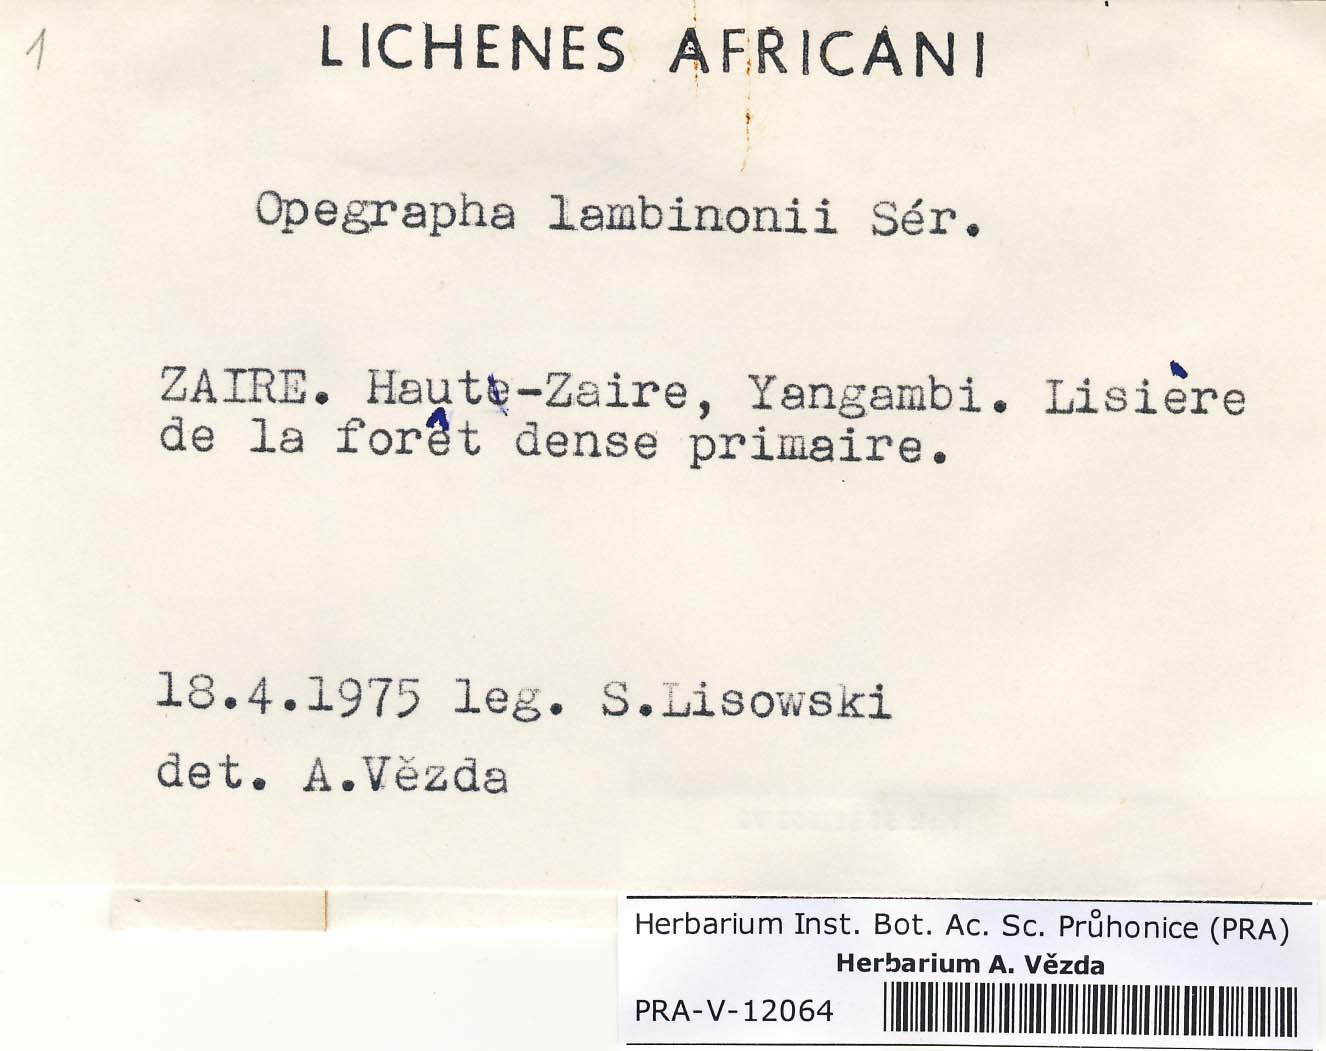 1
LICHENES AFRICANI
Opegrapha lambinonii Sér.
ZAIRE. Haute-Zaire, Yangambi. Lisière
de la forêt dense primaire.
18.4.1975 leg. S.Lisowski
det. A.Vězda
Herbarium Inst. Bot. Ac. Sc. Průhonice (PRA)
Herbarium A. Vězda
PRA-V-12064